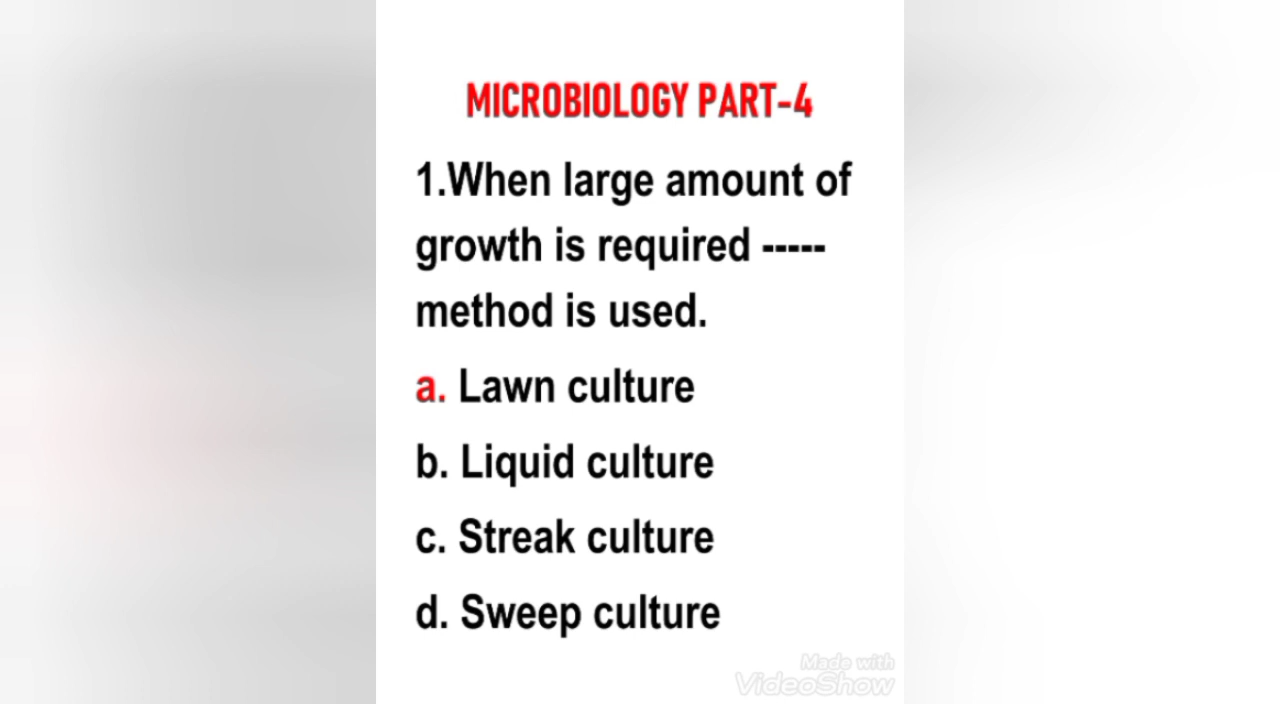 MICROBIOLOGY PART-4
1.When large amount of
growth is required -----
method is used.
a. Lawn culture
b. Liquid culture
c. Streak culture
d. Sweep culture
Made with
VideoShow